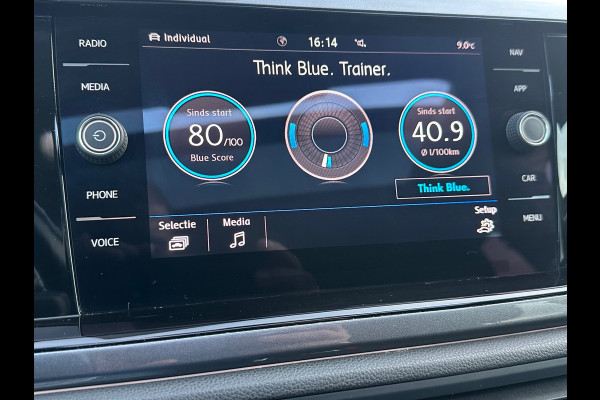 RADIO
MEDIA
PHONE
VOICE
Individual 16:14 9.0°C
Think Blue. Trainer.
Sinds start
80/100
Blue Score
Sinds start
40.9
Ø l/100km
Think Blue.
Selectie
Media
Setup
NAV
APP
CAR
MENU